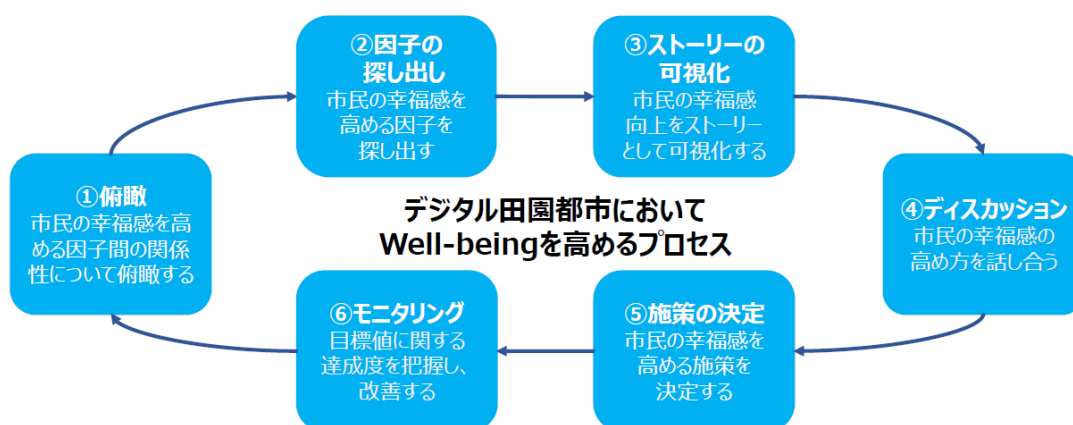 ①俯瞰
市民の幸福感を高
める因子間の関係
性について俯瞰する
②因子の
探し出し
市民の幸福感を
高める因子を
探し出す
③ストーリーの
可視化
市民の幸福感
向上をストーリー
として可視化する
④ディスカッション
市民の幸福感の
高め方を話し合う
デジタル田園都市において
Well-beingを高めるプロセス
⑤施策の決定
市民の幸福感を
高める施策を
決定する
⑥モニタリング
目標値に関する
達成度を把握し、
改善する